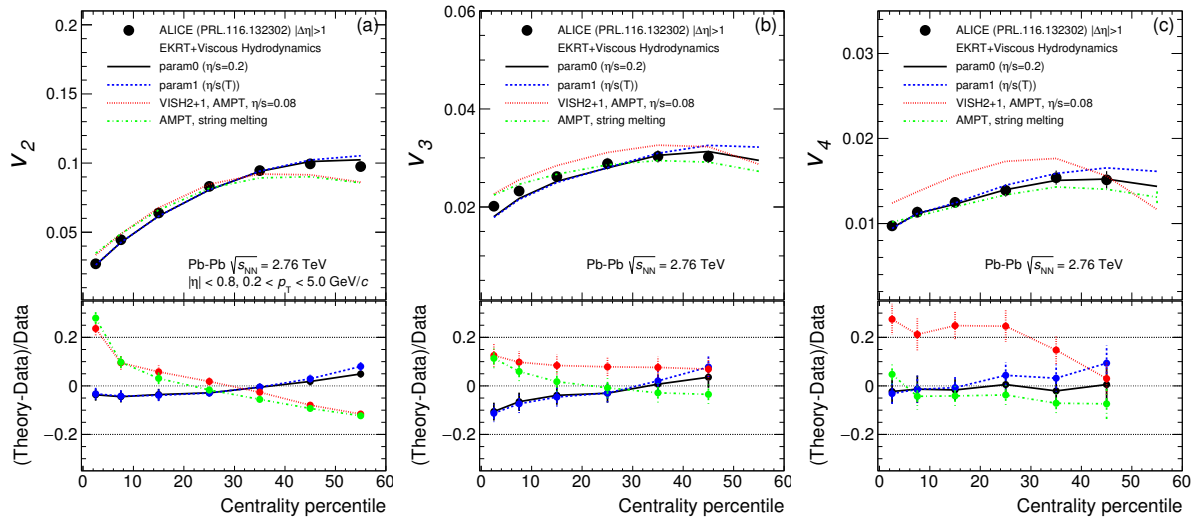 (a)
ALICE (PRL.116.132302) |Δη|>1
EKRT+Viscous Hydrodynamics
param0 (η/s=0.2)
param1 (η/s(T))
VISH2+1, AMPT, η/s=0.08
AMPT, string melting
v2
0.2
0.15
0.1
0.05
Pb-Pb √sNN = 2.76 TeV
|η| < 0.8, 0.2 < pT < 5.0 GeV/c
(Theory-Data)/Data
0.2
0
−0.2
0 10 20 30 40 50 60
Centrality percentile
(b)
ALICE (PRL.116.132302) |Δη|>1
EKRT+Viscous Hydrodynamics
param0 (η/s=0.2)
param1 (η/s(T))
VISH2+1, AMPT, η/s=0.08
AMPT, string melting
v3
0.06
0.04
0.02
Pb-Pb √sNN = 2.76 TeV
(Theory-Data)/Data
0.2
0
−0.2
0 10 20 30 40 50 60
Centrality percentile
(c)
ALICE (PRL.116.132302) |Δη|>1
EKRT+Viscous Hydrodynamics
param0 (η/s=0.2)
param1 (η/s(T))
VISH2+1, AMPT, η/s=0.08
AMPT, string melting
v4
0.04
0.03
0.02
0.01
Pb-Pb √sNN = 2.76 TeV
(Theory-Data)/Data
0.2
0
−0.2
0 10 20 30 40 50 60
Centrality percentile